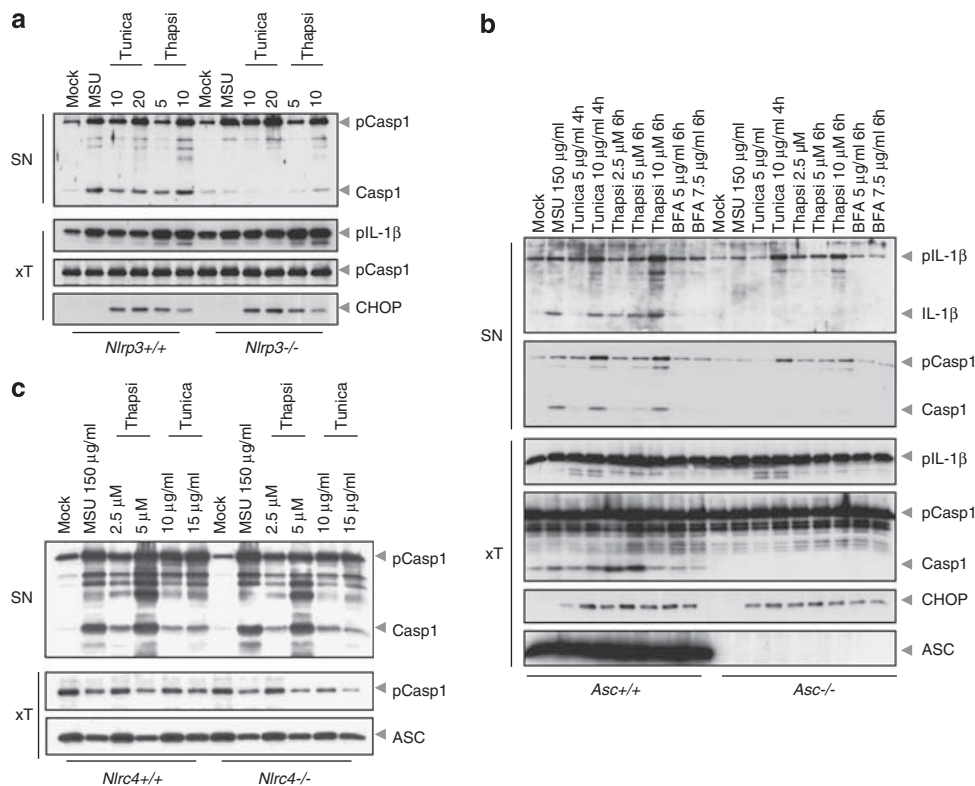 a
Tunica
Thapsi
Tunica
Thapsi
Mock
MSU
10
20
5
10
Mock
MSU
10
20
5
10
SN
pCasp1
Casp1
xT
pIL-1β
pCasp1
CHOP
Nlrp3+/+
Nlrp3-/-
b
Mock
MSU 150 µg/ml
Tunica 5 µg/ml 4h
Tunica 10 µg/ml 4h
Thapsi 2.5 µM 6h
Thapsi 5 µM 6h
Thapsi 10 µM 6h
BFA 5 µg/ml 6h
BFA 7.5 µg/ml 6h
Mock
MSU 150 µg/ml
Tunica 5 µg/ml
Tunica 10 µg/ml 4h
Thapsi 2.5 µM
Thapsi 5 µM 6h
Thapsi 10 µM 6h
BFA 5 µg/ml 6h
BFA 7.5 µg/ml 6h
SN
pIL-1β
IL-1β
pCasp1
Casp1
xT
pIL-1β
pCasp1
Casp1
CHOP
ASC
Asc+/+
Asc-/-
c
Thapsi
Tunica
Thapsi
Tunica
Mock
MSU 150 µg/ml
2.5 µM
5 µM
10 µg/ml
15 µg/ml
Mock
MSU 150 µg/ml
2.5 µM
5 µM
10 µg/ml
15 µg/ml
SN
pCasp1
Casp1
xT
pCasp1
ASC
Nlrc4+/+
Nlrc4-/-